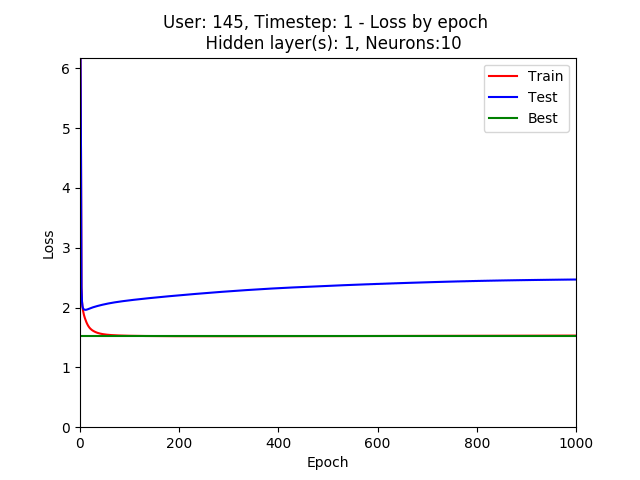 User: 145, Timestep: 1 - Loss by epoch
Hidden layer(s): 1, Neurons:10
6
5
4
3
2
1
0
Loss
Train
Test
Best
0 200 400 600 800 1000
Epoch